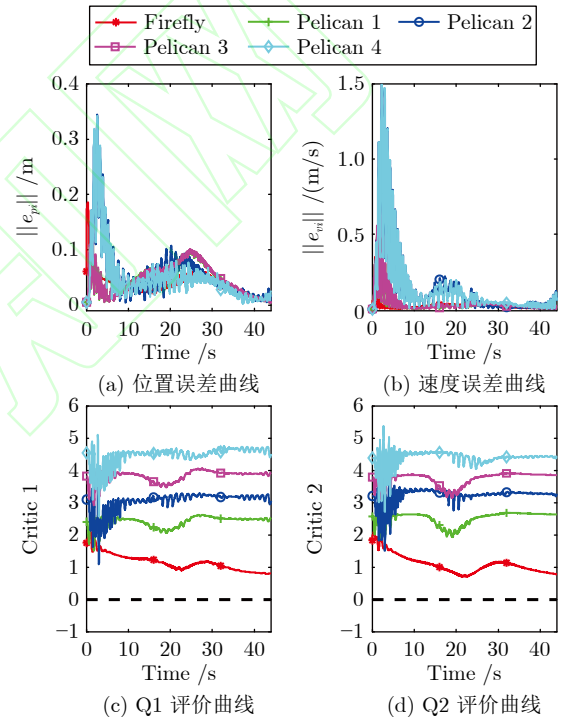 Firefly Pelican 1 Pelican 2
Pelican 3 Pelican 4
0.4
0.3
0.2
0.1
0
||e_pi|| /m
0 10 20 30 40
Time /s
(a) 位置误差曲线
1.5
1.0
0.5
0
||e_vi|| /(m/s)
0 10 20 30 40
Time /s
(b) 速度误差曲线
6
5
4
3
2
1
0
−1
Critic 1
0 10 20 30 40
Time /s
(c) Q1 评价曲线
6
5
4
3
2
1
0
−1
Critic 2
0 10 20 30 40
Time /s
(d) Q2 评价曲线